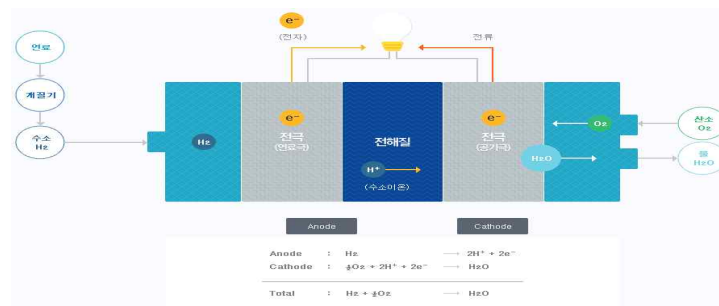 e⁻
(전자)
전류
연료
개질기
수소
H₂
H₂
e⁻
전극
(연료극)
전해질
H⁺
(수소이온)
e⁻
전극
(공기극)
O₂
H₂O
산소
O₂
물
H₂O
Anode
Cathode
Anode : H₂ → 2H⁺ + 2e⁻
Cathode : ½O₂ + 2H⁺ + 2e⁻ → H₂O
Total : H₂ + ½O₂ → H₂O